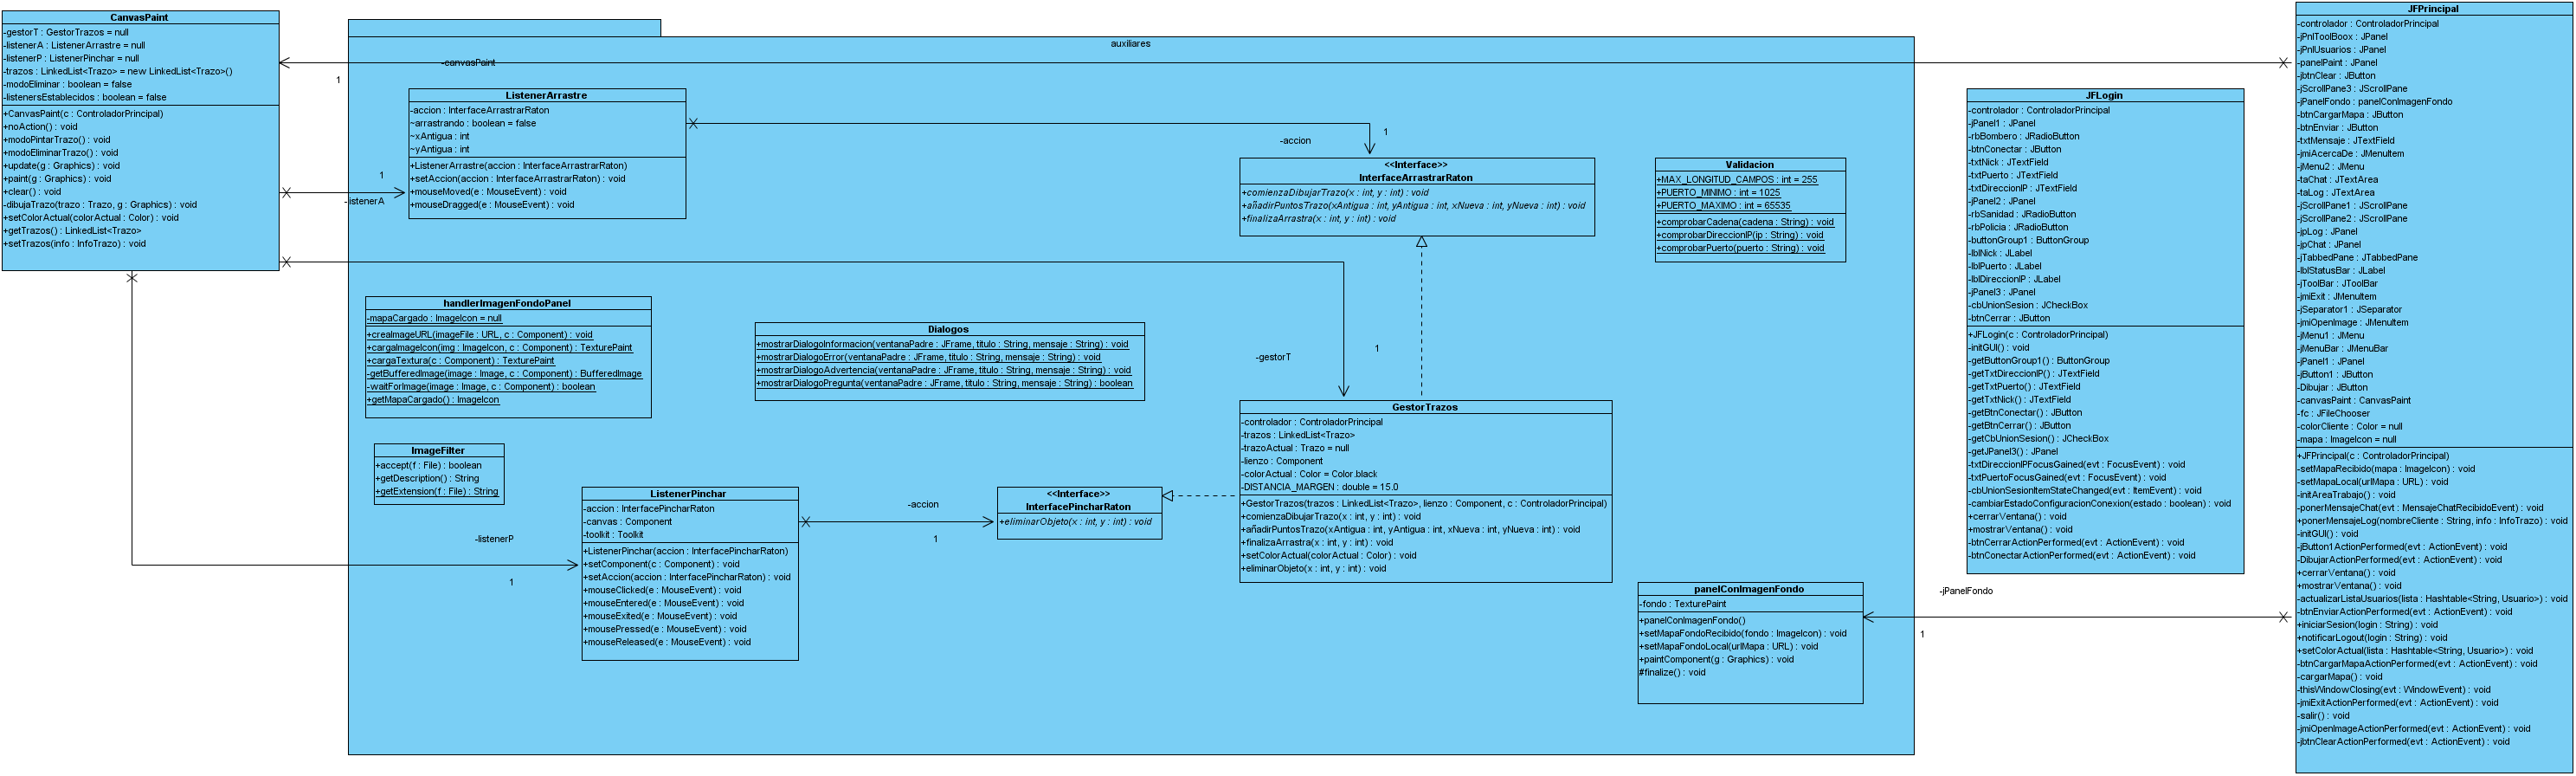 CanvasPaint
-gestorT : GestorTrazos = null
-listenerA : ListenerArrastre = null
-listenerP : ListenerPinchar = null
-trazos : LinkedList<Trazo> = new LinkedList<Trazo>()
-modoEliminar : boolean = false
-listenersEstablecidos : boolean = false
+CanvasPaint(c : ControladorPrincipal)
+noAction() : void
+modoPintarTrazo() : void
+modoEliminarTrazo() : void
+update(g : Graphics) : void
+paint(g : Graphics) : void
+clear() : void
-dibujaTrazo(trazo : Trazo, g : Graphics) : void
+setColorActual(colorActual : Color) : void
+getTrazos() : LinkedList<Trazo>
+setTrazos(info : InfoTrazo) : void
auxiliares
-canvasPaint
1
ListenerArrastre
-accion : InterfaceArrastrarRaton
~arrastrando : boolean = false
~xAntigua : int
~yAntigua : int
+ListenerArrastre(accion : InterfaceArrastrarRaton)
+setAccion(accion : InterfaceArrastrarRaton) : void
+mouseMoved(e : MouseEvent) : void
+mouseDragged(e : MouseEvent) : void
1
-listenerA
1
-accion
<<Interface>>
InterfaceArrastrarRaton
+comienzaDibujarTrazo(x : int, y : int) : void
+añadirPuntosTrazo(xAntigua : int, yAntigua : int, xNueva : int, yNueva : int) : void
+finalizaArrastra(x : int, y : int) : void
Validacion
+MAX_LONGITUD_CAMPOS : int = 255
+PUERTO_MINIMO : int = 1025
+PUERTO_MAXIMO : int = 65535
+comprobarCadena(cadena : String) : void
+comprobarDireccionIP(ip : String) : void
+comprobarPuerto(puerto : String) : void
handlerImagenFondoPanel
-mapaCargado : ImageIcon = null
+creaImageURL(imageFile : URL, c : Component) : void
+cargaImageIcon(img : ImageIcon, c : Component) : TexturePaint
+cargaTextura(c : Component) : TexturePaint
-getBufferedImage(image : Image, c : Component) : BufferedImage
-waitForImage(image : Image, c : Component) : boolean
+getMapaCargado() : ImageIcon
Dialogos
+mostrarDialogoInformacion(ventanaPadre : JFrame, titulo : String, mensaje : String) : void
+mostrarDialogoError(ventanaPadre : JFrame, titulo : String, mensaje : String) : void
+mostrarDialogoAdvertencia(ventanaPadre : JFrame, titulo : String, mensaje : String) : void
+mostrarDialogoPregunta(ventanaPadre : JFrame, titulo : String, mensaje : String) : boolean
1
-gestorT
GestorTrazos
-controlador : ControladorPrincipal
-trazos : LinkedList<Trazo>
-trazoActual : Trazo = null
-lienzo : Component
-colorActual : Color = Color.black
-DISTANCIA_MARGEN : double = 15.0
+GestorTrazos(trazos : LinkedList<Trazo>, lienzo : Component, c : ControladorPrincipal)
+comienzaDibujarTrazo(x : int, y : int) : void
+añadirPuntosTrazo(xAntigua : int, yAntigua : int, xNueva : int, yNueva : int) : void
+finalizaArrastra(x : int, y : int) : void
+setColorActual(colorActual : Color) : void
+eliminarObjeto(x : int, y : int) : void
ImageFilter
+accept(f : File) : boolean
+getDescription() : String
+getExtension(f : File) : String
-listenerP
1
ListenerPinchar
-accion : InterfacePincharRaton
-canvas : Component
-toolkit : Toolkit
+ListenerPinchar(accion : InterfacePincharRaton)
+setComponent(c : Component) : void
+setAccion(accion : InterfacePincharRaton) : void
+mouseClicked(e : MouseEvent) : void
+mouseEntered(e : MouseEvent) : void
+mouseExited(e : MouseEvent) : void
+mousePressed(e : MouseEvent) : void
+mouseReleased(e : MouseEvent) : void
-accion
1
<<Interface>>
InterfacePincharRaton
+eliminarObjeto(x : int, y : int) : void
panelConImagenFondo
-fondo : TexturePaint
+panelConImagenFondo()
+setMapaFondoRecibido(fondo : ImageIcon) : void
+setMapaFondoLocal(urlMapa : URL) : void
+paintComponent(g : Graphics) : void
#finalize() : void
-jPanelFondo
1
JFLogin
-controlador : ControladorPrincipal
-jPanel1 : JPanel
-rbBombero : JRadioButton
-btnConectar : JButton
-txtNick : JTextField
-txtPuerto : JTextField
-txtDireccionIP : JTextField
-jPanel2 : JPanel
-rbSanidad : JRadioButton
-rbPolicia : JRadioButton
-buttonGroup1 : ButtonGroup
-lblNick : JLabel
-lblPuerto : JLabel
-lblDireccionIP : JLabel
-jPanel3 : JPanel
-cbUnionSesion : JCheckBox
-btnCerrar : JButton
+JFLogin(c : ControladorPrincipal)
-initGUI() : void
-getButtonGroup1() : ButtonGroup
-getTxtDireccionIP() : JTextField
-getTxtPuerto() : JTextField
-getTxtNick() : JTextField
-getBtnConectar() : JButton
-getBtnCerrar() : JButton
-getCbUnionSesion() : JCheckBox
-getJPanel3() : JPanel
-txtDireccionIPFocusGained(evt : FocusEvent) : void
-txtPuertoFocusGained(evt : FocusEvent) : void
-cbUnionSesionItemStateChanged(evt : ItemEvent) : void
-cambiarEstadoConfiguracionConexion(estado : boolean) : void
+cerrarVentana() : void
+mostrarVentana() : void
-btnCerrarActionPerformed(evt : ActionEvent) : void
-btnConectarActionPerformed(evt : ActionEvent) : void
JFPrincipal
-controlador : ControladorPrincipal
-jPnlToolBoox : JPanel
-jPnlUsuarios : JPanel
-panelPaint : JPanel
-jbtnClear : JButton
-jScrollPane3 : JScrollPane
-jPanelFondo : panelConImagenFondo
-btnCargarMapa : JButton
-btnEnviar : JButton
-txtMensaje : JTextField
-jmiAcercaDe : JMenuItem
-jMenu2 : JMenu
-taChat : JTextArea
-taLog : JTextArea
-jScrollPane1 : JScrollPane
-jScrollPane2 : JScrollPane
-jpLog : JPanel
-jpChat : JPanel
-jTabbedPane : JTabbedPane
-lblStatusBar : JLabel
-jToolBar : JToolBar
-jmiExit : JMenuItem
-jSeparator1 : JSeparator
-jmiOpenImage : JMenuItem
-jMenu1 : JMenu
-jMenuBar : JMenuBar
-jPanel1 : JPanel
-jButton1 : JButton
-Dibujar : JButton
-canvasPaint : CanvasPaint
-fc : JFileChooser
-colorCliente : Color = null
-mapa : ImageIcon = null
+JFPrincipal(c : ControladorPrincipal)
-setMapaRecibido(mapa : ImageIcon) : void
-setMapaLocal(urlMapa : URL) : void
-initAreaTrabajo() : void
-ponerMensajeChat(evt : MensajeChatRecibidoEvent) : void
+ponerMensajeLog(nombreCliente : String, info : InfoTrazo) : void
-initGUI() : void
-jButton1ActionPerformed(evt : ActionEvent) : void
-DibujarActionPerformed(evt : ActionEvent) : void
+cerrarVentana() : void
+mostrarVentana() : void
-actualizarListaUsuarios(lista : Hashtable<String, Usuario>) : void
-btnEnviarActionPerformed(evt : ActionEvent) : void
+iniciarSesion(login : String) : void
+notificarLogout(login : String) : void
+setColorActual(lista : Hashtable<String, Usuario>) : void
-btnCargarMapaActionPerformed(evt : ActionEvent) : void
-cargarMapa() : void
-thisWindowClosing(evt : WindowEvent) : void
-jmiExitActionPerformed(evt : ActionEvent) : void
-salir() : void
-jmiOpenImageActionPerformed(evt : ActionEvent) : void
-jbtnClearActionPerformed(evt : ActionEvent) : void